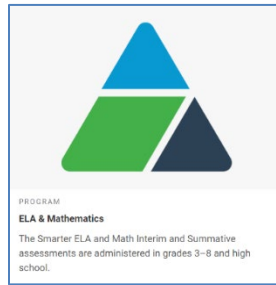 PROGRAM
ELA & Mathematics
The Smarter ELA and Math Interim and Summative
assessments are administered in grades 3–8 and high
school.